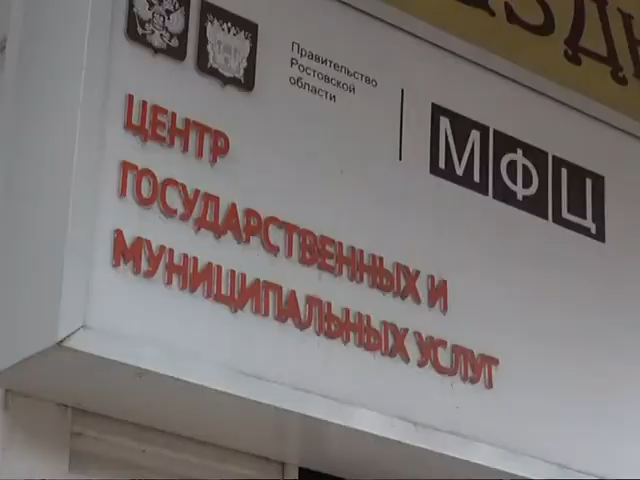 Правительство
Ростовской
области
МФЦ
ЦЕНТР
ГОСУДАРСТВЕННЫХ И
МУНИЦИПАЛЬНЫХ УСЛУГ